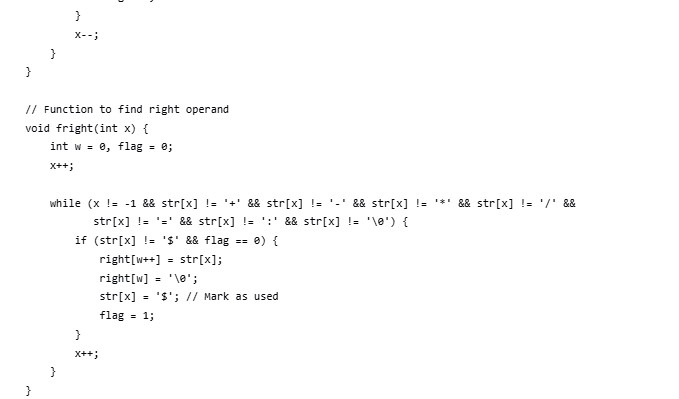 }
        x--;
    }
}

// Function to find right operand
void fright(int x) {
    int w = 0, flag = 0;
    x++;

    while (x != -1 && str[x] != '+' && str[x] != '-' && str[x] != '*' && str[x] != '/' &&
           str[x] != '=' && str[x] != ':' && str[x] != '\0') {
        if (str[x] != '$' && flag == 0) {
            right[w++] = str[x];
            right[w] = '\0';
            str[x] = '$'; // Mark as used
            flag = 1;
        }
        x++;
    }
}